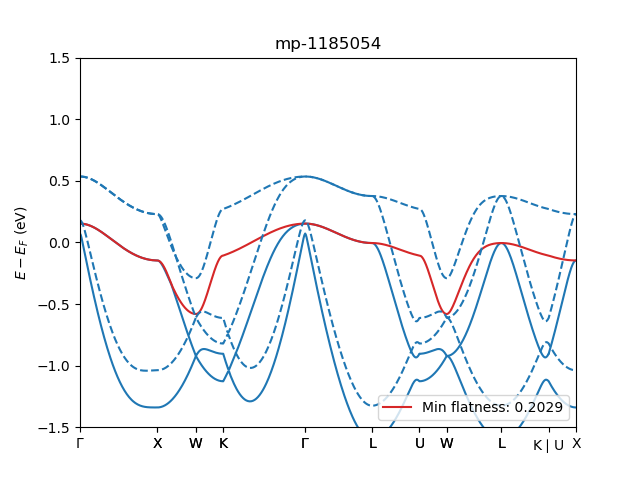 mp-1185054
E − E_F (eV)
1.5
1.0
0.5
0.0
−0.5
−1.0
−1.5
Min flatness: 0.2029
Γ X W K Γ L U W L K | U X